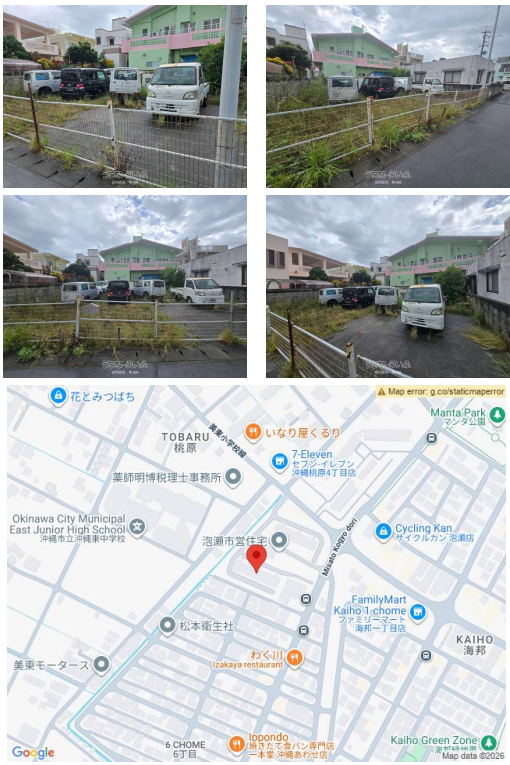 Map error: g.co/staticmaperror
花とみつばち
Manta Park
マンタ公園
TOBARU
桃原
美東小学校線
いなり屋くるり
7-Eleven
セブン-イレブン
沖縄桃原4丁目店
薬師明博税理士事務所
Okinawa City Municipal
East Junior High School
沖縄市立沖縄東中学校
泡瀬市営住宅
Misato Kogyo dori
Cycling Kan
サイクルカン 泡瀬店
FamilyMart
Kaiho 1-chome
ファミリーマート
海邦一丁目店
松本衛生社
KAIHO
海邦
わく川
Izakaya restaurant
美東モータース
6 CHOME
6丁目
Ippondo
焼きたて食パン専門店
一本堂 沖縄あわせ店
Kaiho Green Zone
Google
Map data ©2026